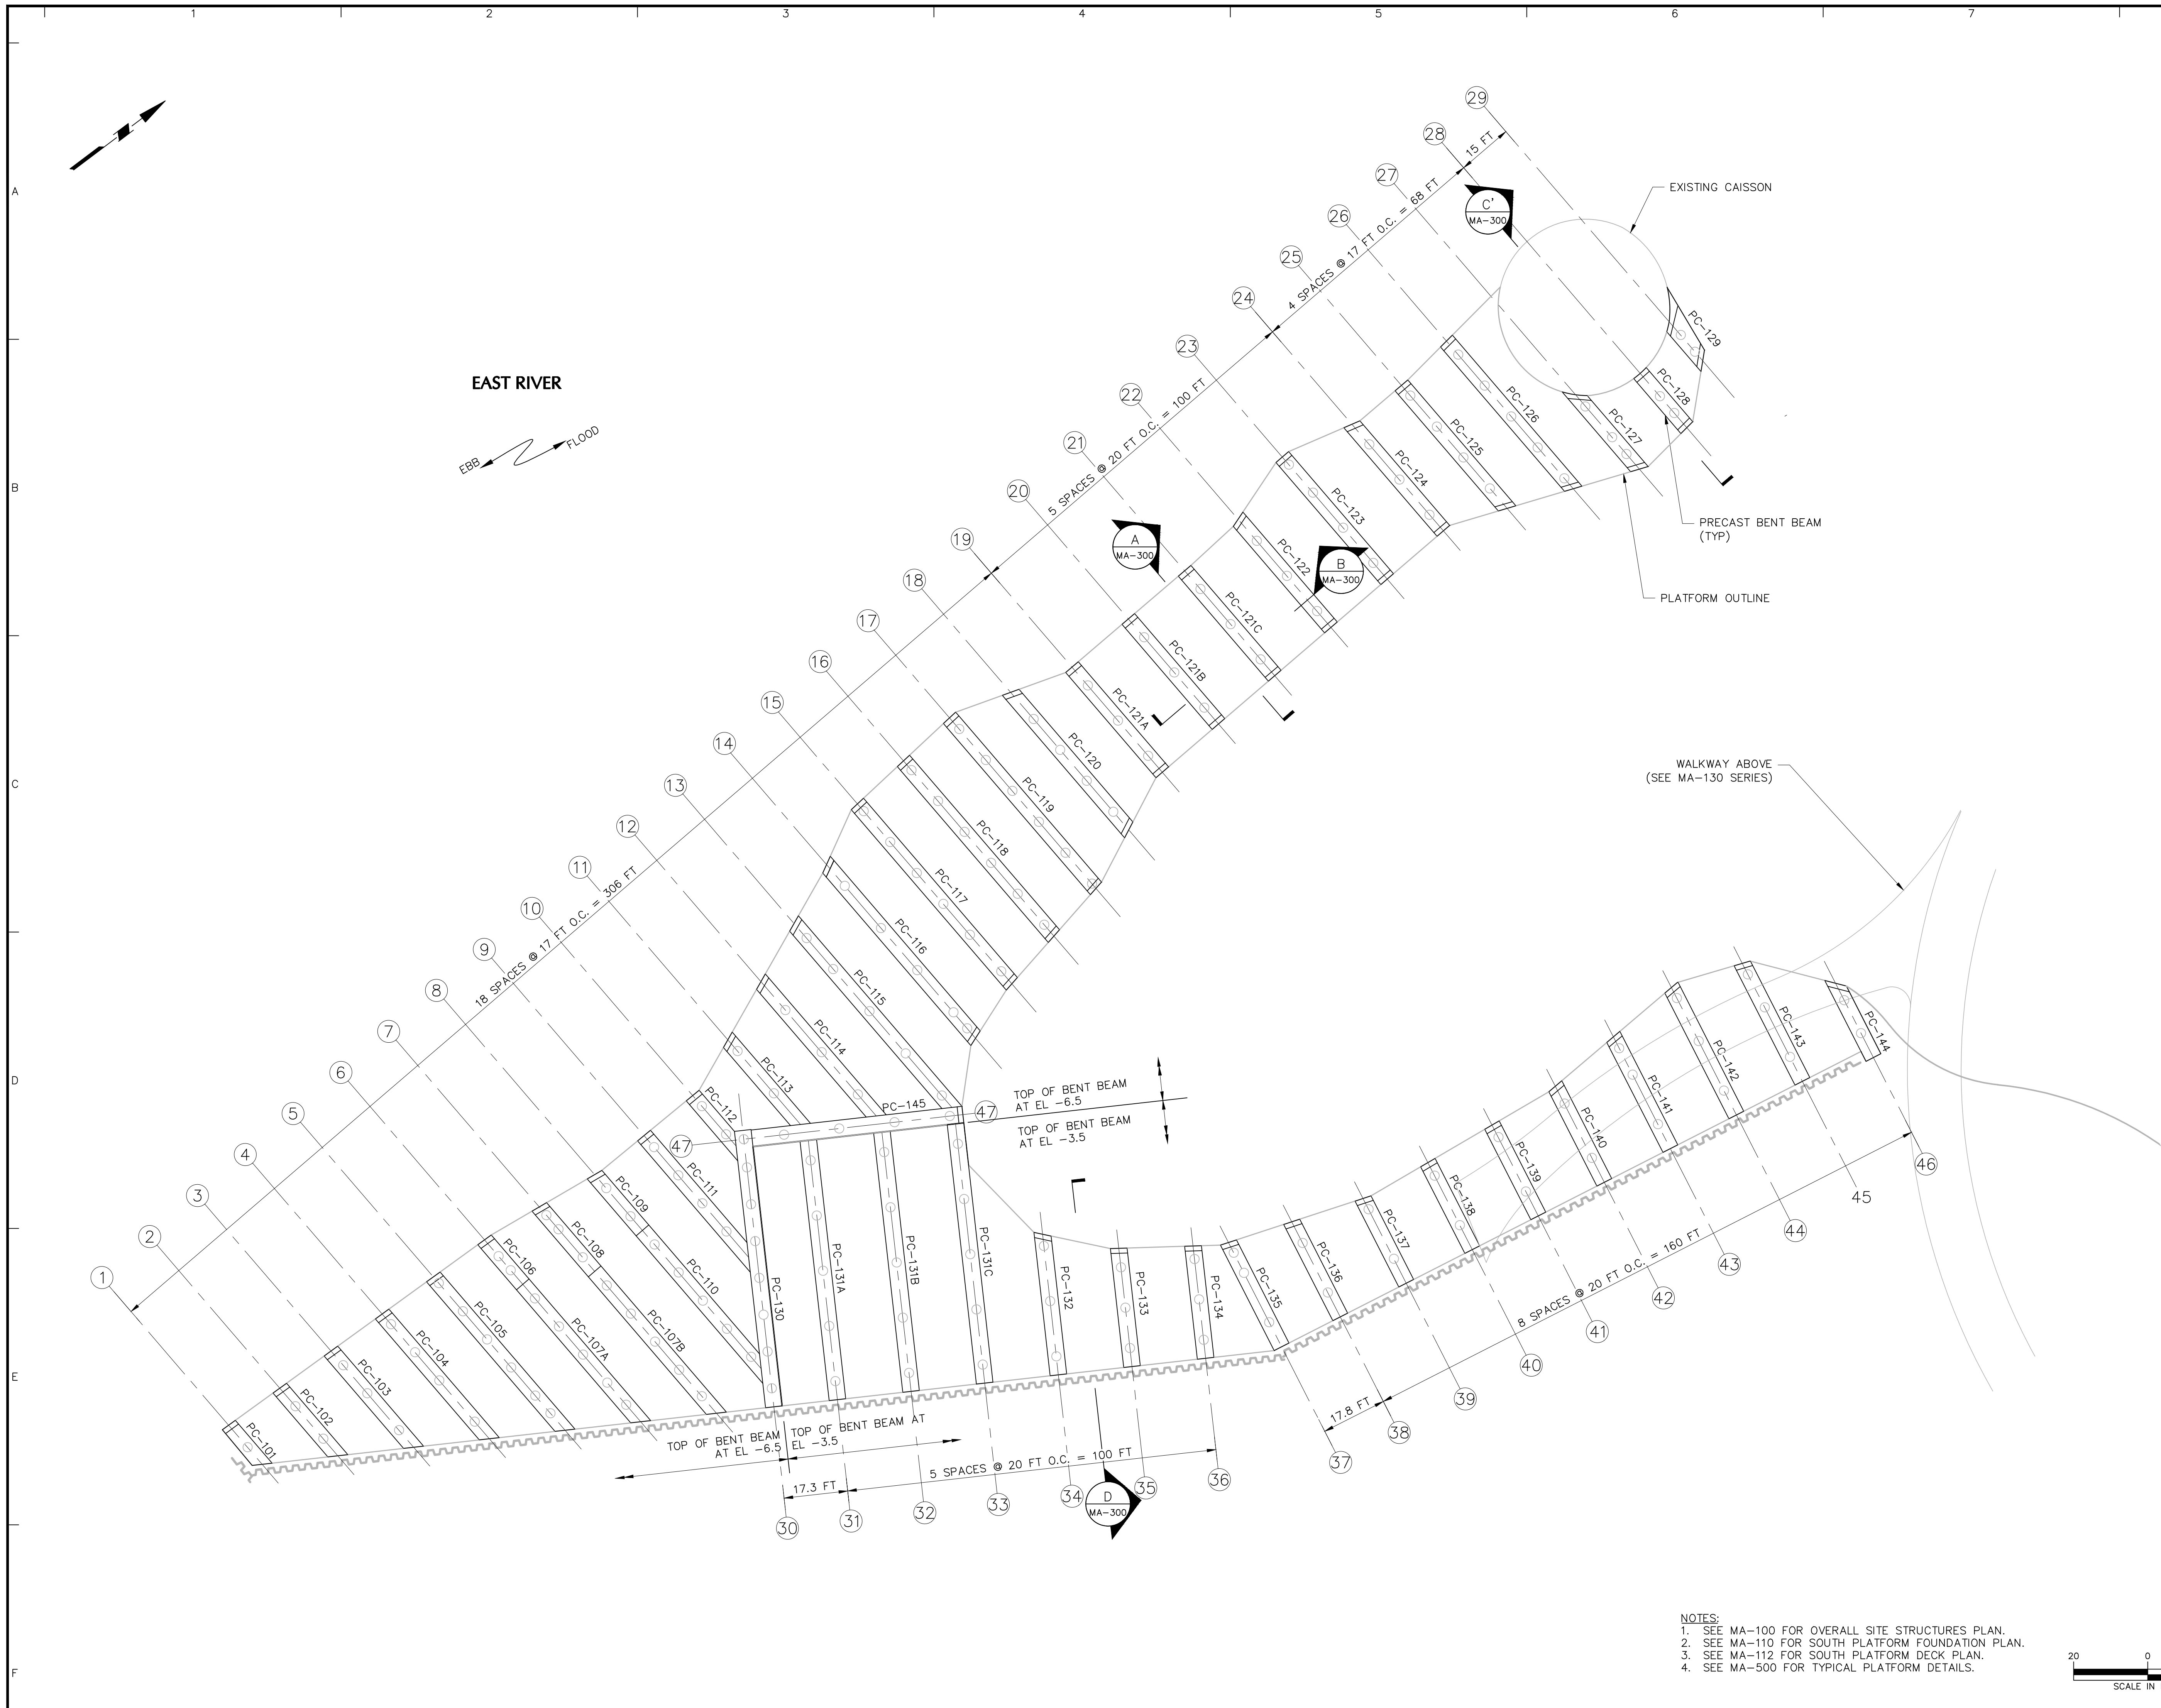 1 2 3 4 5 6 7
A
B
C
D
E
F
EAST RIVER
EBB
FLOOD
1
2
3
4
5
6
7
8
9
10
11
12
13
14
15
16
17
18
19
20
21
22
23
24
25
26
27
28
29
18 SPACES @ 17 FT O.C. = 306 FT
5 SPACES @ 20 FT O.C. = 100 FT
4 SPACES @ 17 FT O.C. = 68 FT
15 FT
C'
MA-300
A
MA-300
B
MA-300
EXISTING CAISSON
PRECAST BENT BEAM
(TYP)
PLATFORM OUTLINE
WALKWAY ABOVE
(SEE MA-130 SERIES)
PC-101
PC-102
PC-103
PC-104
PC-105
PC-106
PC-107A
PC-108
PC-107B
PC-109
PC-110
PC-111
PC-112
PC-113
PC-114
PC-115
PC-116
PC-117
PC-118
PC-119
PC-120
PC-121A
PC-121B
PC-121C
PC-122
PC-123
PC-124
PC-125
PC-126
PC-127
PC-128
PC-129
PC-145
47
47
TOP OF BENT BEAM
AT EL -6.5
TOP OF BENT BEAM
AT EL -3.5
PC-130
PC-131A
PC-131B
PC-131C
PC-132
PC-133
PC-134
PC-135
PC-136
PC-137
PC-138
PC-139
PC-140
PC-141
PC-142
PC-143
PC-144
TOP OF BENT BEAM
AT EL -6.5
TOP OF BENT BEAM AT
EL -3.5
17.3 FT
5 SPACES @ 20 FT O.C. = 100 FT
17.8 FT
8 SPACES @ 20 FT O.C. = 160 FT
30
31
32
33
34
35
36
37
38
39
40
41
42
43
44
45
46
D
MA-300
NOTES:
1. SEE MA-100 FOR OVERALL SITE STRUCTURES PLAN.
2. SEE MA-110 FOR SOUTH PLATFORM FOUNDATION PLAN.
3. SEE MA-112 FOR SOUTH PLATFORM DECK PLAN.
4. SEE MA-500 FOR TYPICAL PLATFORM DETAILS.
20 0
SCALE IN